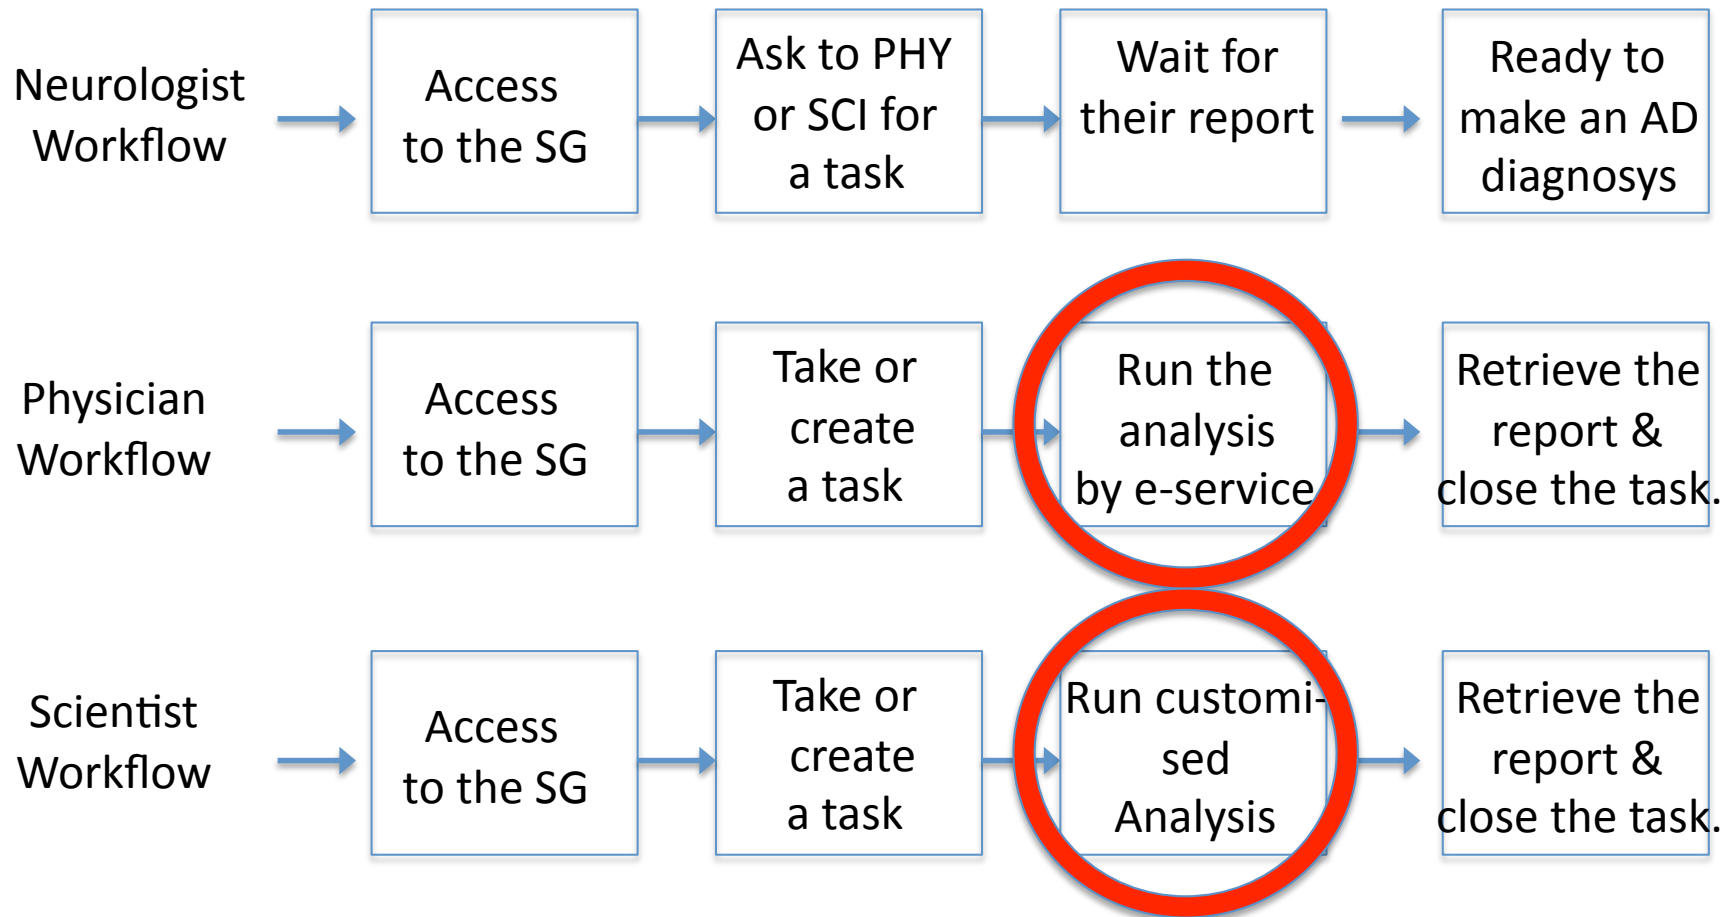 Neurologist
Workflow
Access
to the SG
Ask to PHY
or SCI for
a task
Wait for
their report
Ready to
make an AD
diagnosys
Physician
Workflow
Access
to the SG
Take or
create
a task
Run the
analysis
by e-service
Retrieve the
report &
close the task.
Scientist
Workflow
Access
to the SG
Take or
create
a task
Run customi-
sed
Analysis
Retrieve the
report &
close the task.